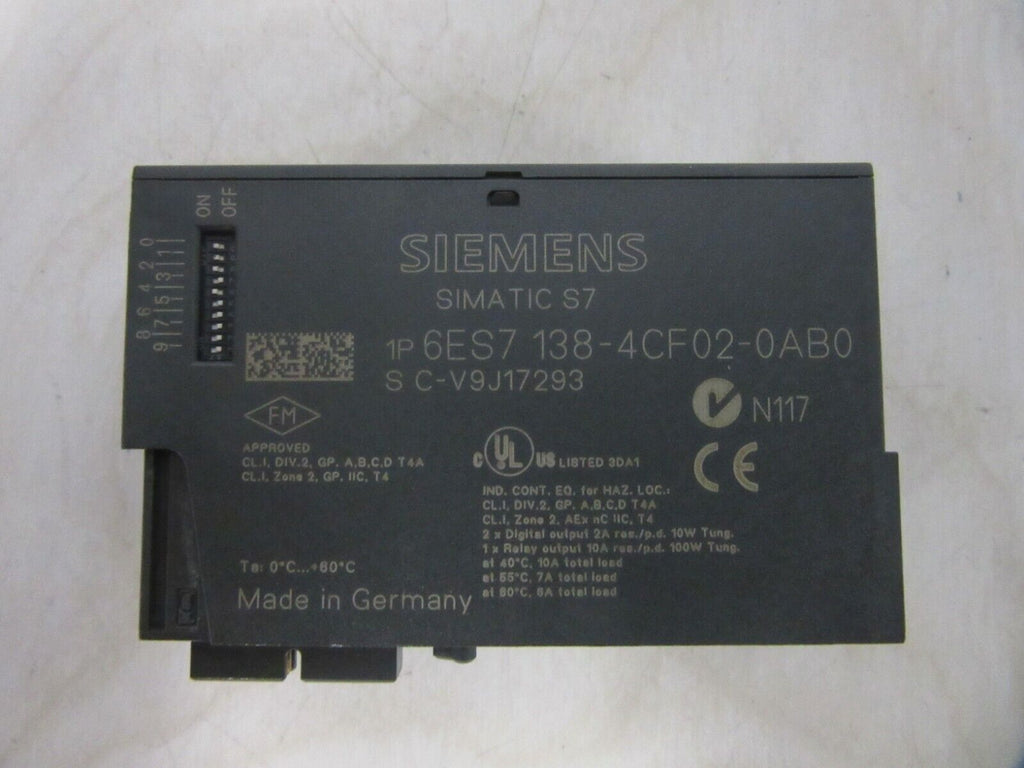 ON
OFF
8 6 4 2 0
9 7 5 3 1
SIEMENS
SIMATIC S7
1P 6ES7 138-4CF02-0AB0
S C-V9J17293
FM
APPROVED
CL.I, DIV.2, GP. A,B,C,D T4A
CL.I, Zone 2, GP. IIC, T4
N117
C UL US LISTED 3DA1
CE
IND. CONT. EQ. for HAZ. LOC.:
CL.I, DIV.2, GP. A,B,C,D T4A
CL.I, Zone 2, AEx nC IIC, T4
2 x Digital output 2A res./p.d. 10W Tung.
1 x Relay output 10A res./p.d. 100W Tung.
at 40°C, 10A total load
at 55°C, 7A total load
at 60°C, 6A total load
Ta: 0°C...+60°C
Made in Germany